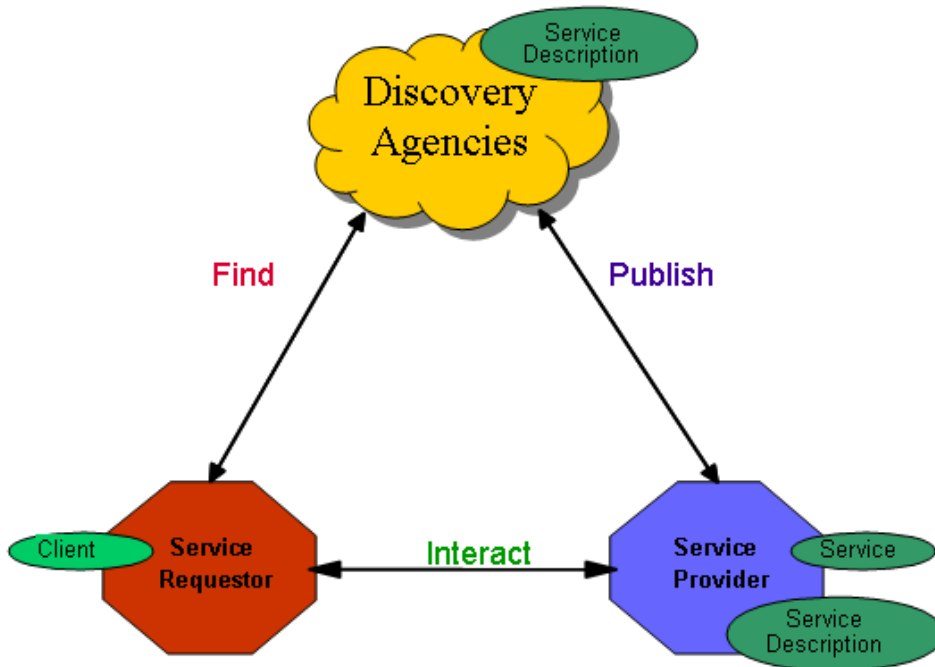 Service
Description
Discovery
Agencies
Find
Publish
Client
Service
Requestor
Interact
Service
Provider
Service
Service
Description